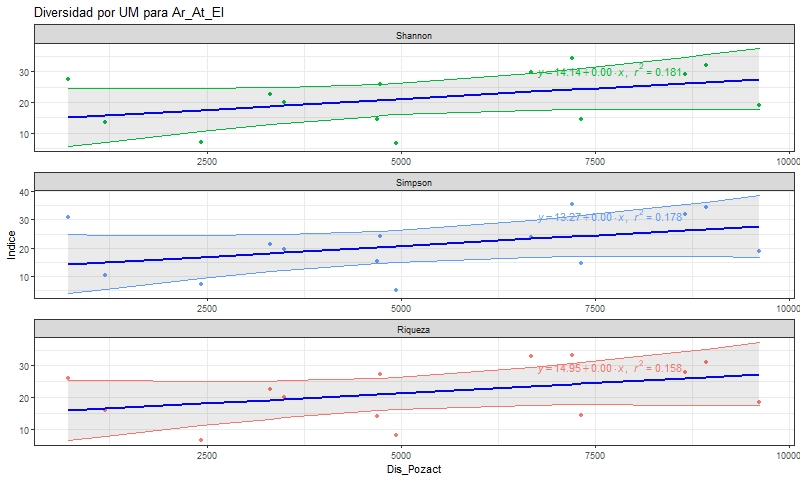 Diversidad por UM para Ar_At_El
Shannon
30
20
10
y = 14.14 + 0.00 · x, r² = 0.181
2500
5000
7500
10000
Simpson
40
30
20
10
y = 13.27 + 0.00 · x, r² = 0.178
2500
5000
7500
10000
Indice
Riqueza
30
20
10
y = 14.95 + 0.00 · x, r² = 0.158
2500
5000
7500
10000
Dis_Pozact